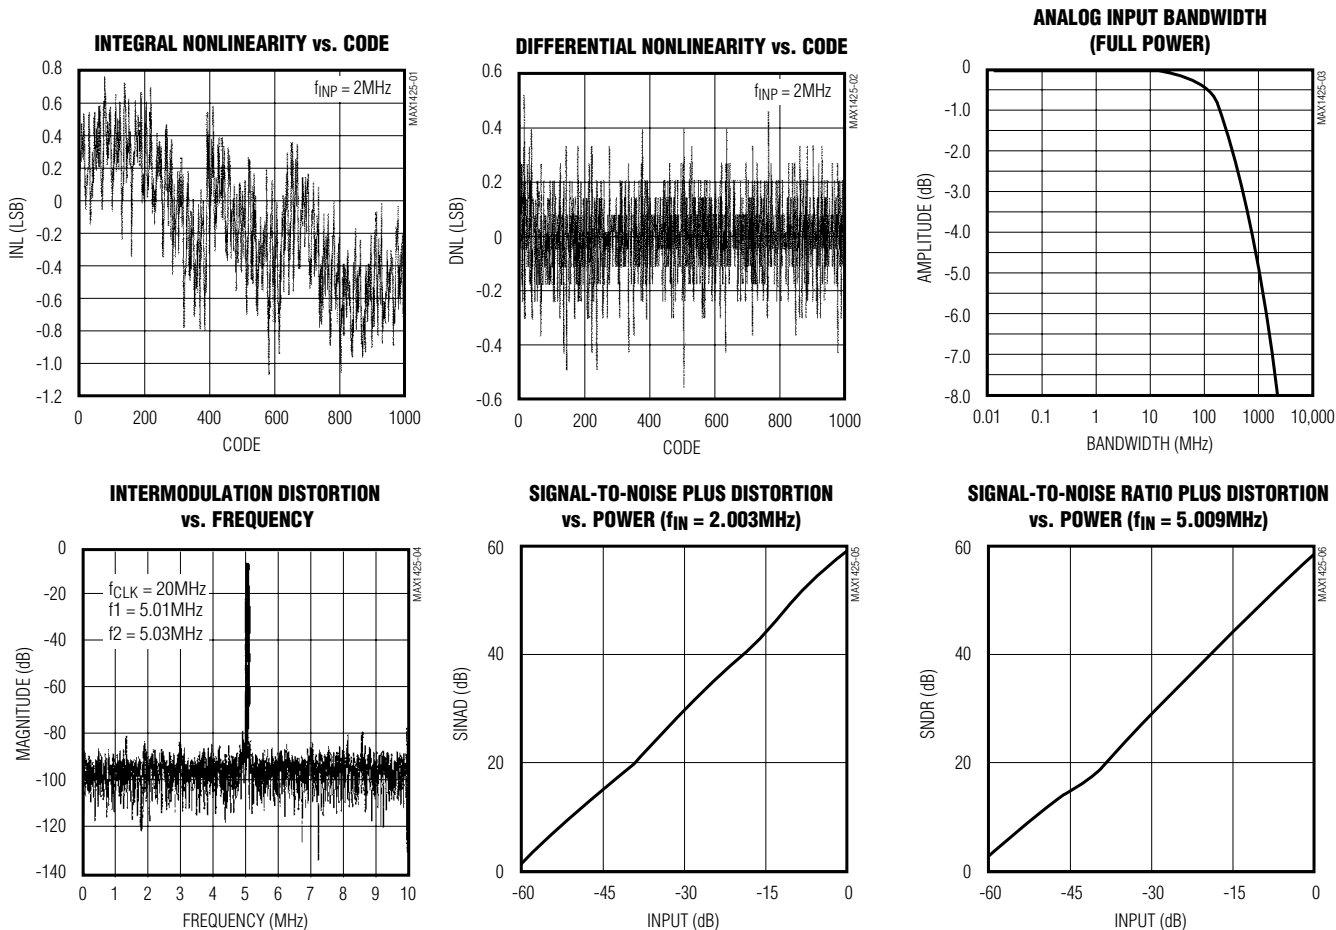 INTEGRAL NONLINEARITY vs. CODE
0.8
0.6
0.4
0.2
0
-0.2
-0.4
-0.6
-0.8
-1.0
-1.2
INL (LSB)
fINP = 2MHz
MAX1425-01
0 200 400 600 800 1000
CODE
DIFFERENTIAL NONLINEARITY vs. CODE
0.6
0.4
0.2
0
-0.2
-0.4
-0.6
DNL (LSB)
fINP = 2MHz
MAX1425-02
0 200 400 600 800 1000
CODE
ANALOG INPUT BANDWIDTH
(FULL POWER)
0
-1.0
-2.0
-3.0
-4.0
-5.0
-6.0
-7.0
-8.0
AMPLITUDE (dB)
MAX1425-03
0.01 0.1 1 10 100 1000 10,000
BANDWIDTH (MHz)
INTERMODULATION DISTORTION
vs. FREQUENCY
0
-20
-40
-60
-80
-100
-120
-140
MAGNITUDE (dB)
fCLK = 20MHz
f1 = 5.01MHz
f2 = 5.03MHz
MAX1425-04
0 1 2 3 4 5 6 7 8 9 10
FREQUENCY (MHz)
SIGNAL-TO-NOISE PLUS DISTORTION
vs. POWER (fIN = 2.003MHz)
60
40
20
0
SINAD (dB)
MAX1425-05
-60 -45 -30 -15 0
INPUT (dB)
SIGNAL-TO-NOISE RATIO PLUS DISTORTION
vs. POWER (fIN = 5.009MHz)
60
40
20
0
SNDR (dB)
MAX1425-06
-60 -45 -30 -15 0
INPUT (dB)